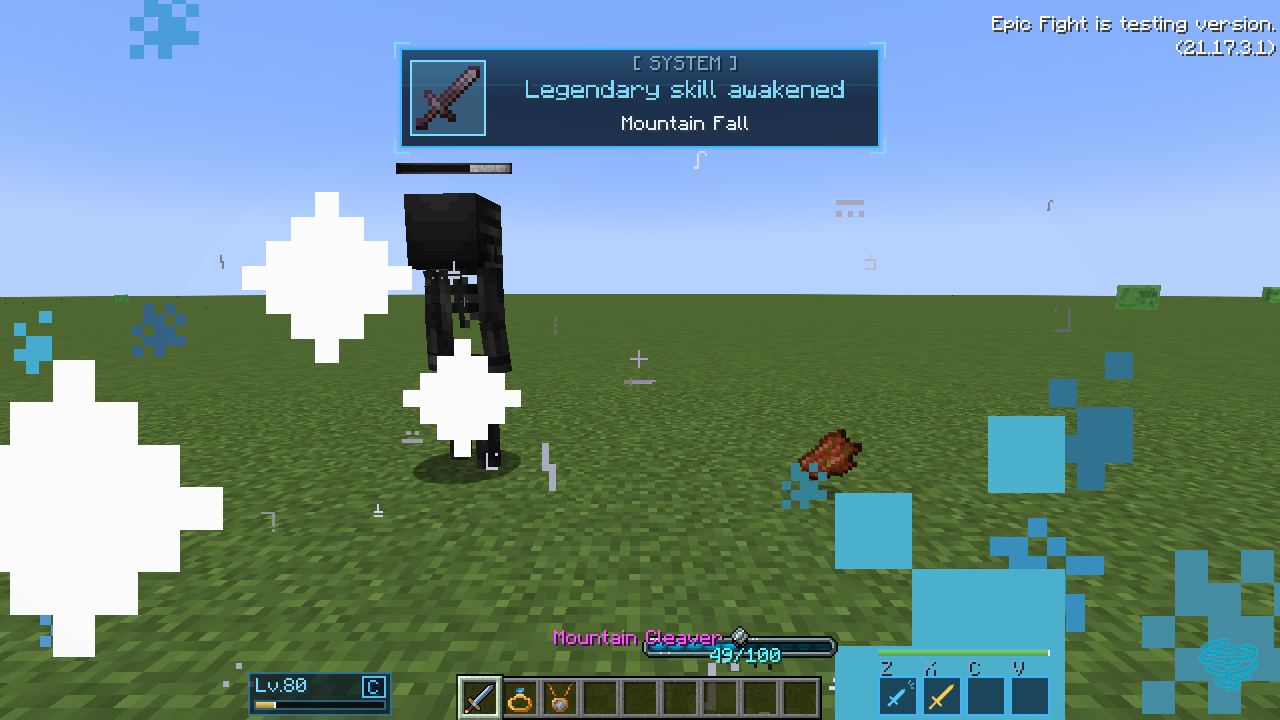 Epic Fight is testing version.
(21.17.3.1)
[ SYSTEM ]
Legendary skill awakened
Mountain Fall
Mountain Cleaver
49/100
Lv.80
C
Z X C V